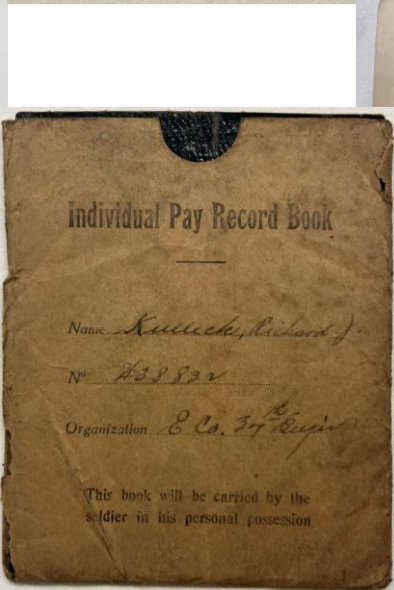 Individual Pay Record Book
Name Richard J.
No 438832
Organization E Co. 37th Engin
This book will be carried by the
soldier in his personal possession